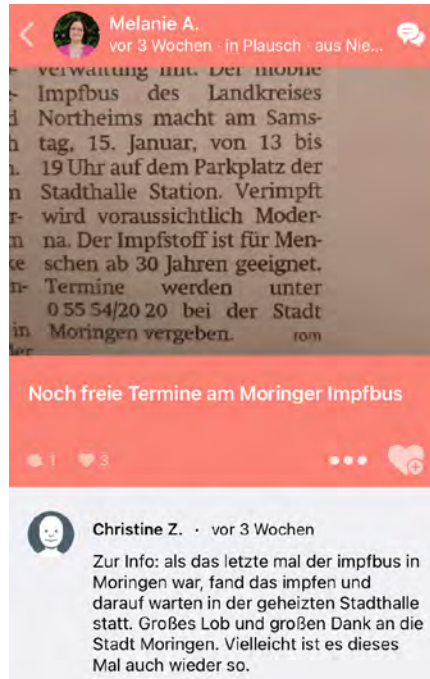 Melanie A.
vor 3 Wochen · in Plausch · aus Nie...
verwaltung mit. Der mobile
Impfbus des Landkreises
Northeims macht am Sams-
tag, 15. Januar, von 13 bis
19 Uhr auf dem Parkplatz der
Stadthalle Station. Verimpft
wird voraussichtlich Moder-
na. Der Impfstoff ist für Men-
schen ab 30 Jahren geeignet.
Termine werden unter
0 55 54/20 20 bei der Stadt
Moringen vergeben. rom
Noch freie Termine am Moringer Impfbus
1 3
Christine Z. · vor 3 Wochen
Zur Info: als das letzte mal der impfbus in
Moringen war, fand das impfen und
darauf warten in der geheizten Stadthalle
statt. Großes Lob und großen Dank an die
Stadt Moringen. Vielleicht ist es dieses
Mal auch wieder so.